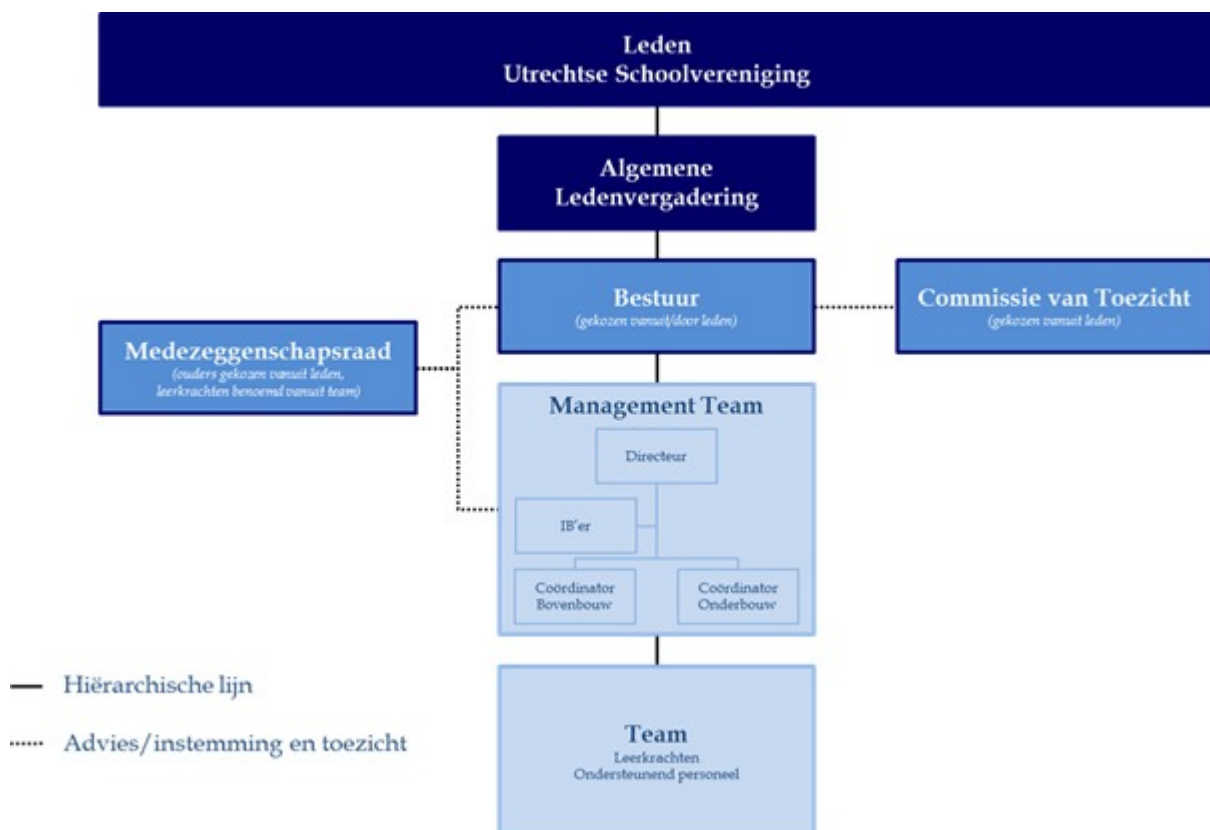 Leden
Utrechtse Schoolvereniging
Algemene
Ledenvergadering
Bestuur
(gekozen vanuit/door leden)
Commissie van Toezicht
(gekozen vanuit leden)
Medezeggenschapsraad
(ouders gekozen vanuit leden,
leerkrachten benoemd vanuit team)
Management Team
Directeur
IB'er
Coördinator
Bovenbouw
Coördinator
Onderbouw
Hiërarchische lijn
Advies/instemming en toezicht
Team
Leerkrachten
Ondersteunend personeel